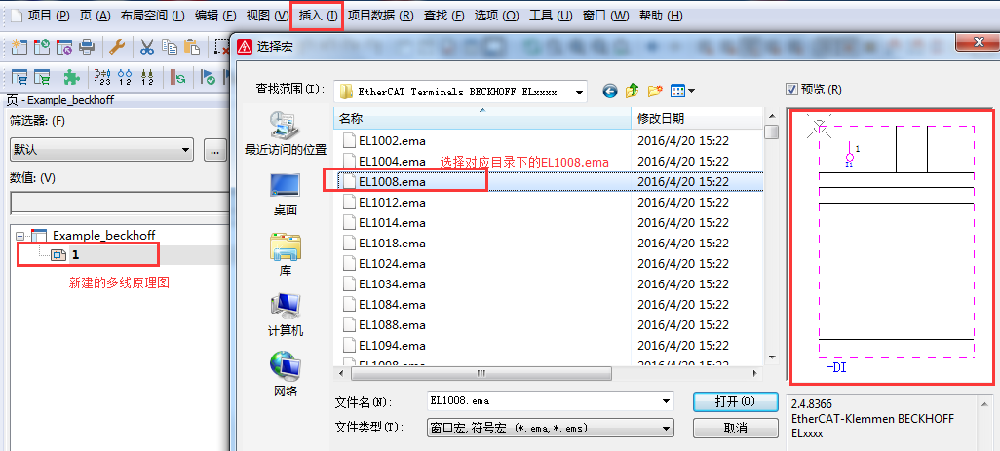 项目 (P) 页 (A) 布局空间 (L) 编辑 (E) 视图 (V) 插入 (I) 项目数据 (R) 查找 (F) 选项 (O) 工具 (U) 窗口 (W) 帮助 (H)
选择宏
页 - Example_beckhoff
筛选器: (F)
默认
...
数值: (V)
Example_beckhoff
1
新建的多线原理图
查找范围(I):
EtherCAT Terminals BECKHOFF ELxxxx
最近访问的位置
桌面
库
计算机
网络
名称 修改日期
EL1002.ema 2016/4/20 15:22
EL1004.ema 2016/4/20 15:22
选择对应目录下的EL1008.ema
EL1008.ema 2016/4/20 15:22
EL1012.ema 2016/4/20 15:22
EL1014.ema 2016/4/20 15:22
EL1018.ema 2016/4/20 15:22
EL1024.ema 2016/4/20 15:22
EL1034.ema 2016/4/20 15:22
EL1084.ema 2016/4/20 15:22
EL1088.ema 2016/4/20 15:22
EL1094.ema 2016/4/20 15:22
文件名(N): EL1008.ema 打开(O)
文件类型(T): 窗口宏,符号宏 (*.ema,*.ems) 取消
预览 (R)
1
-DI
2.4.8366
EtherCAT-Klemmen BECKHOFF
ELxxxx